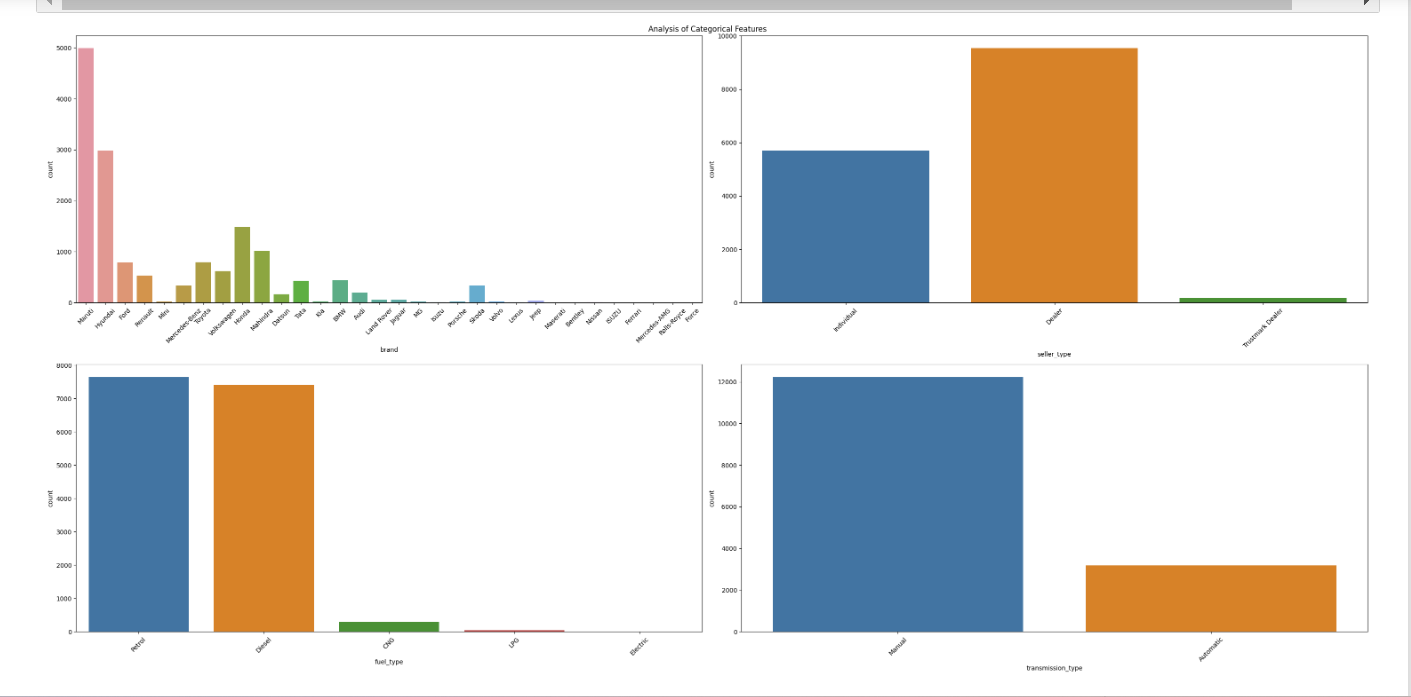 Analysis of Categorical Features
5000
4000
3000
2000
1000
0
count
Maruti
Hyundai
Ford
Renault
Mini
Mercedes-Benz
Toyota
Volkswagen
Honda
Mahindra
Datsun
Tata
Kia
BMW
Audi
Land Rover
Jaguar
MG
Isuzu
Porsche
Skoda
Volvo
Lexus
Jeep
Maserati
Bentley
Nissan
ISUZU
Ferrari
Mercedes-AMG
Rolls-Royce
Force
brand
10000
8000
6000
4000
2000
0
count
Individual
Dealer
Trustmark Dealer
seller_type
8000
7000
6000
5000
4000
3000
2000
1000
0
count
Petrol
Diesel
CNG
LPG
Electric
fuel_type
12000
10000
8000
6000
4000
2000
0
count
Manual
Automatic
transmission_type